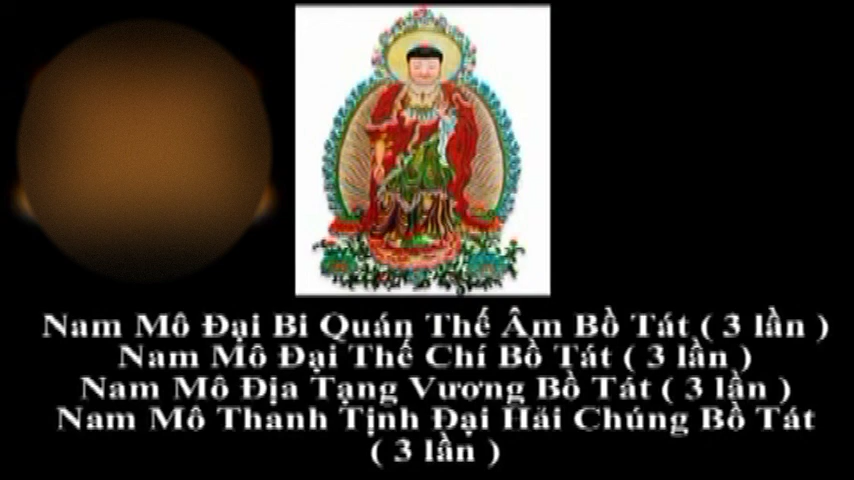 Nam Mô Đại Bi Quán Thế Âm Bồ Tát ( 3 lần )
Nam Mô Đại Thế Chí Bồ Tát ( 3 lần )
Nam Mô Địa Tạng Vương Bồ Tát ( 3 lần )
Nam Mô Thanh Tịnh Đại Hải Chúng Bồ Tát
( 3 lần )